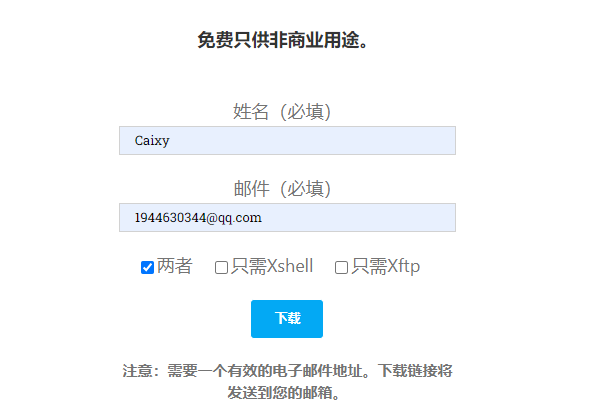 免费只供非商业用途。
姓名（必填）
Caixy
邮件（必填）
1944630344@qq.com
两者 只需Xshell 只需Xftp
下载
注意：需要一个有效的电子邮件地址。下载链接将
发送到您的邮箱。